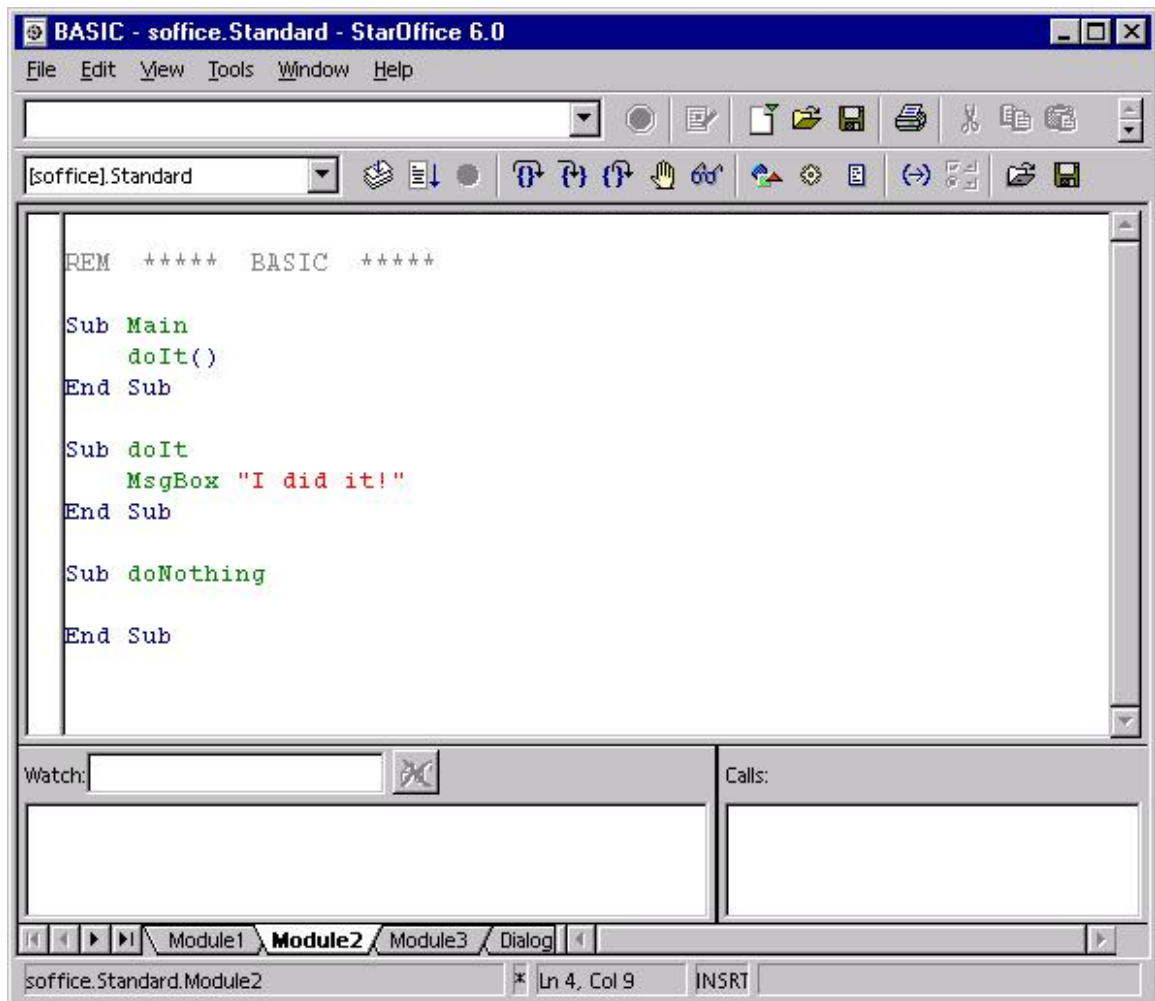 BASIC - soffice.Standard - StarOffice 6.0
File Edit View Tools Window Help
[soffice].Standard
REM ***** BASIC *****
Sub Main
doIt()
End Sub
Sub doIt
MsgBox "I did it!"
End Sub
Sub doNothing
End Sub
Watch:
Calls:
Module1 Module2 Module3 Dialog
soffice.Standard.Module2 * Ln 4, Col 9 INSRT